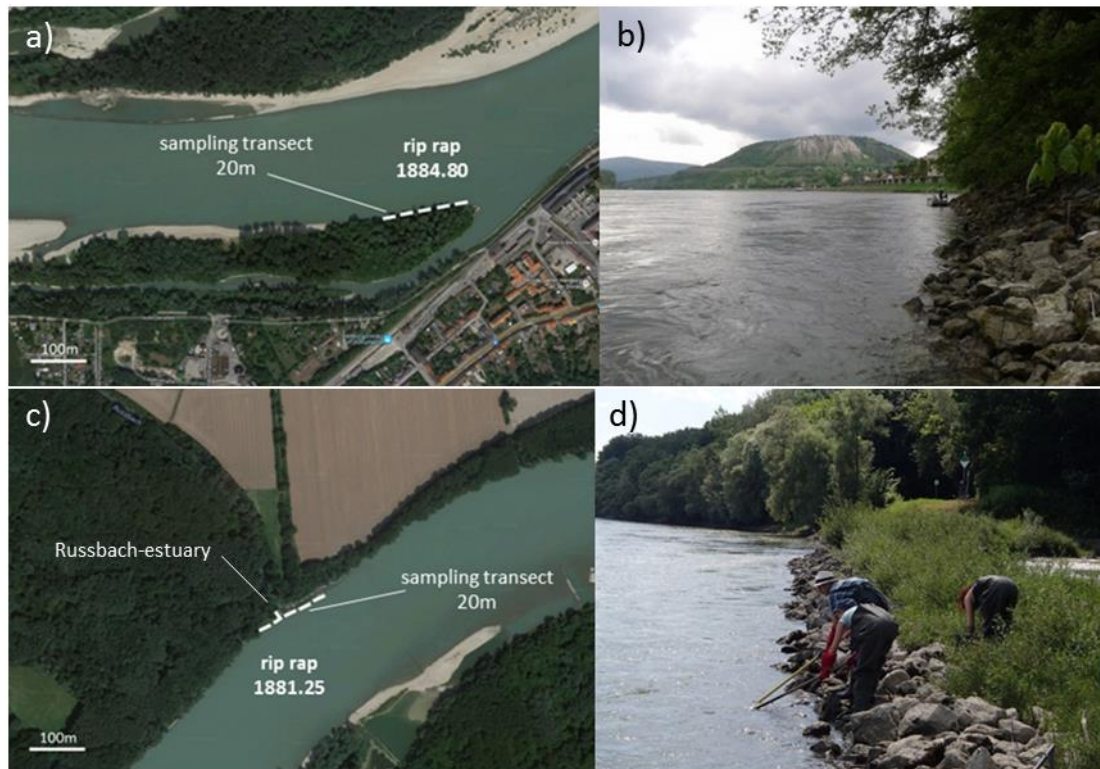 a)
sampling transect
20m
rip rap
1884.80
100m
b)
c)
Russbach-estuary
sampling transect
20m
rip rap
1881.25
100m
d)